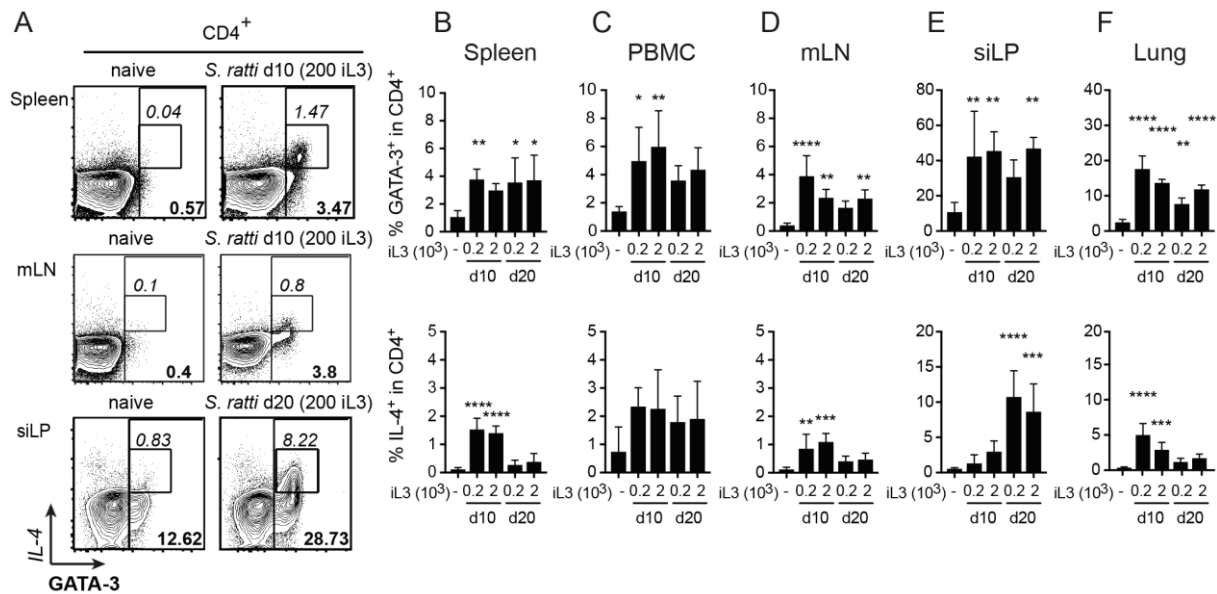 A
CD4+
naive
S. ratti d10 (200 iL3)
Spleen
0.04
0.57
1.47
3.47
naive
S. ratti d10 (200 iL3)
mLN
0.1
0.4
0.8
3.8
naive
S. ratti d20 (200 iL3)
siLP
0.83
12.62
8.22
28.73
IL-4
GATA-3
B C D E F
Spleen PBMC mLN siLP Lung
% GATA-3+ in CD4+
10
8
6
4
2
0
** * *
iL3 (10³) - 0.2 2 0.2 2
d10 d20
10
8
6
4
2
0
* **
iL3 (10³) - 0.2 2 0.2 2
d10 d20
10
8
6
4
2
0
**** ** **
iL3 (10³) - 0.2 2 0.2 2
d10 d20
80
60
40
20
0
** ** **
iL3 (10³) - 0.2 2 0.2 2
d10 d20
40
30
20
10
0
**** **** ** ****
iL3 (10³) - 0.2 2 0.2 2
d10 d20
% IL-4+ in CD4+
5
4
3
2
1
0
**** ****
iL3 (10³) - 0.2 2 0.2 2
d10 d20
5
4
3
2
1
0
iL3 (10³) - 0.2 2 0.2 2
d10 d20
5
4
3
2
1
0
** ***
iL3 (10³) - 0.2 2 0.2 2
d10 d20
20
15
10
5
0
**** ***
iL3 (10³) - 0.2 2 0.2 2
d10 d20
20
15
10
5
0
**** ***
iL3 (10³) - 0.2 2 0.2 2
d10 d20